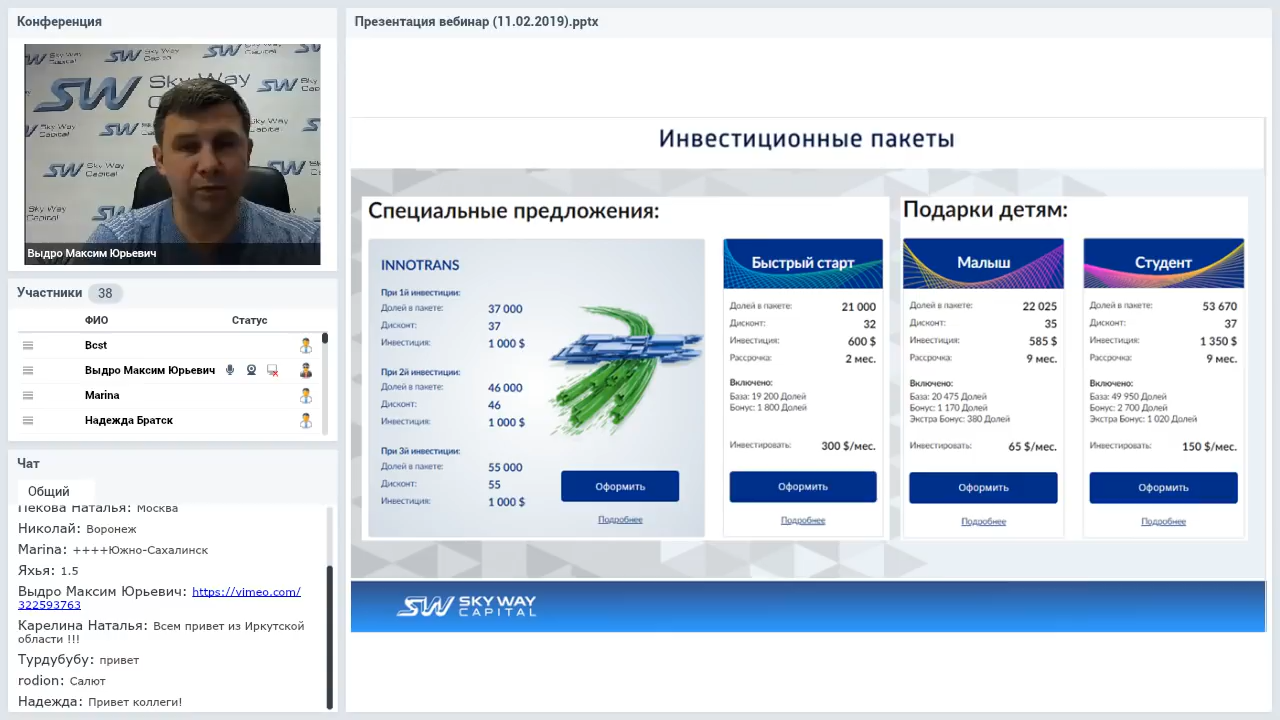 Конференция
Sky Way
Capital
Выдро Максим Юрьевич
Участники 38
ФИО Статус
Bcst
Выдро Максим Юрьевич
Marina
Надежда Братск
Чат
Общий
Пекова Наталья: Москва
Николай: Воронеж
Marina: ++++Южно-Сахалинск
Яхья: 1.5
Выдро Максим Юрьевич: https://vimeo.com/
322593763
Карелина Наталья: Всем привет из Иркутской
области !!!
Турдубубу: привет
rodion: Салют
Надежда: Привет коллеги!
Презентация вебинар (11.02.2019).pptx
Инвестиционные пакеты
Специальные предложения:
INNOTRANS
При 1й инвестиции:
Долей в пакете: 37 000
Дисконт: 37
Инвестиция: 1 000 $
При 2й инвестиции:
Долей в пакете: 46 000
Дисконт: 46
Инвестиция: 1 000 $
При 3й инвестиции:
Долей в пакете: 55 000
Дисконт: 55
Инвестиция: 1 000 $
Оформить
Подробнее
Быстрый старт
Долей в пакете: 21 000
Дисконт: 32
Инвестиция: 600 $
Рассрочка: 2 мес.
Включено:
База: 19 200 Долей
Бонус: 1 800 Долей
Инвестировать: 300 $/мес.
Оформить
Подробнее
Подарки детям:
Малыш
Долей в пакете: 22 025
Дисконт: 35
Инвестиция: 585 $
Рассрочка: 9 мес.
Включено:
База: 20 475 Долей
Бонус: 1 170 Долей
Экстра Бонус: 380 Долей
Инвестировать: 65 $/мес.
Оформить
Подробнее
Студент
Долей в пакете: 53 670
Дисконт: 37
Инвестиция: 1 350 $
Рассрочка: 9 мес.
Включено:
База: 49 950 Долей
Бонус: 2 700 Долей
Экстра Бонус: 1 020 Долей
Инвестировать: 150 $/мес.
Оформить
Подробнее
SW SKY WAY
CAPITAL